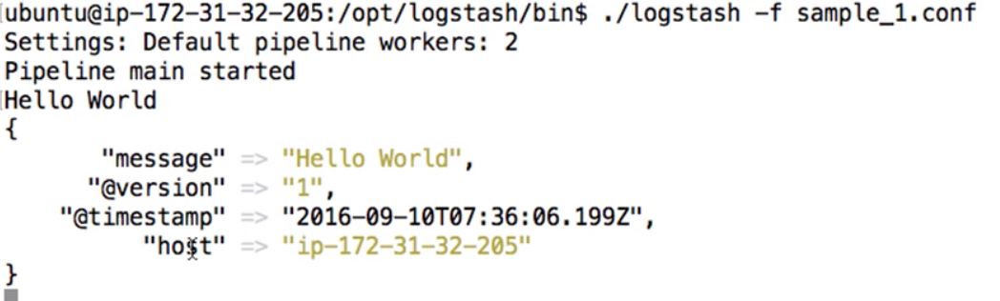 ubuntu@ip-172-31-32-205:/opt/logstash/bin$ ./logstash -f sample_1.conf
Settings: Default pipeline workers: 2
Pipeline main started
Hello World
{
"message" => "Hello World",
"@version" => "1",
"@timestamp" => "2016-09-10T07:36:06.199Z",
"host" => "ip-172-31-32-205"
}